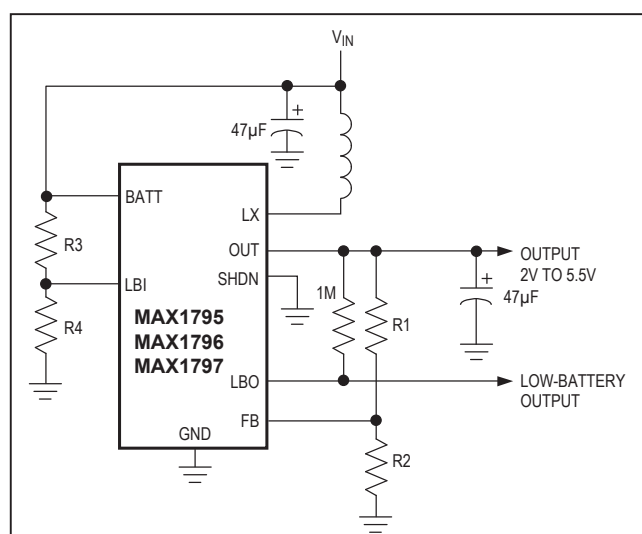 VIN
47µF
BATT
LX
OUT
R3
SHDN
LBI
1M
R1
OUTPUT
2V TO 5.5V
47µF
R4
MAX1795
MAX1796
MAX1797
LBO
LOW-BATTERY
OUTPUT
FB
GND
R2
+
+